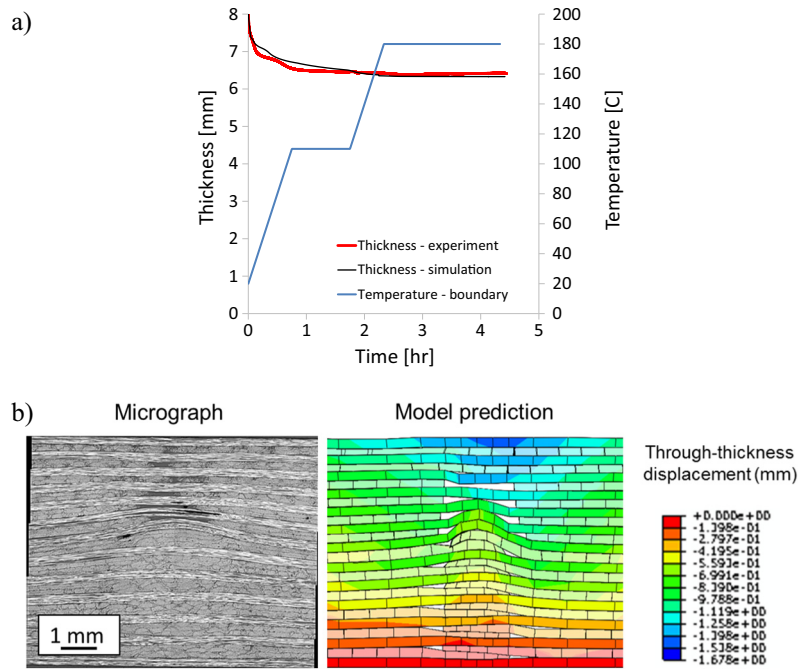 a)
8
7
6
5
4
3
2
1
0
Thickness [mm]
200
180
160
140
120
100
80
60
40
20
0
Temperature [C]
Thickness - experiment
Thickness - simulation
Temperature - boundary
0 1 2 3 4 5
Time [hr]
b)
Micrograph
Model prediction
Through-thickness
displacement (mm)
1 mm
+0.000e+00
-1.398e-01
-2.797e-01
-4.195e-01
-5.593e-01
-6.991e-01
-8.390e-01
-9.788e-01
-1.119e+00
-1.258e+00
-1.398e+00
-1.538e+00
-1.678e+00